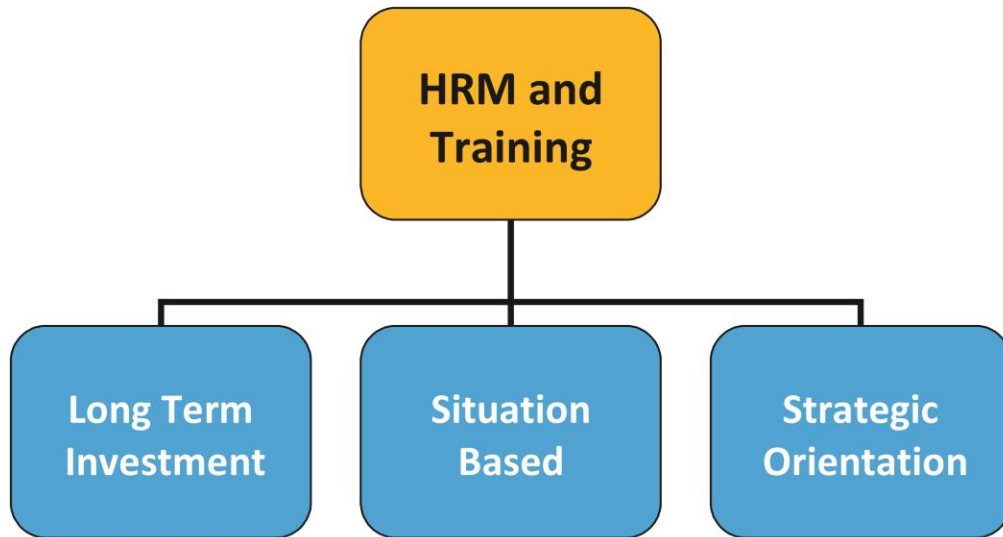 HRM and
Training
Long Term
Investment
Situation
Based
Strategic
Orientation